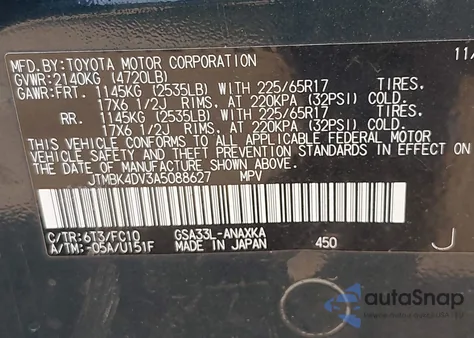 MFD.BY:TOYOTA MOTOR CORPORATION 11/
GVWR:2140KG (4720LB)
GAWR:FRT. 1145KG (2535LB) WITH 225/65R17 TIRES.
17X6 1/2J RIMS, AT 220KPA (32PSI) COLD.
RR. 1145KG (2535LB) WITH 225/65R17 TIRES.
17X6 1/2J RIMS, AT 220KPA (32PSI) COLD.
THIS VEHICLE CONFORMS TO ALL APPLICABLE FEDERAL MOTOR
VEHICLE SAFETY AND THEFT PREVENTION STANDARDS IN EFFECT ON
THE DATE OF MANUFACTURE SHOWN ABOVE.
JTMBK4DV3A5088627 MPV
C/TR:6T3/FC10 GSA33L-ANAXKA
A/TM:-05A/U151F MADE IN JAPAN 450 J
autoSnap